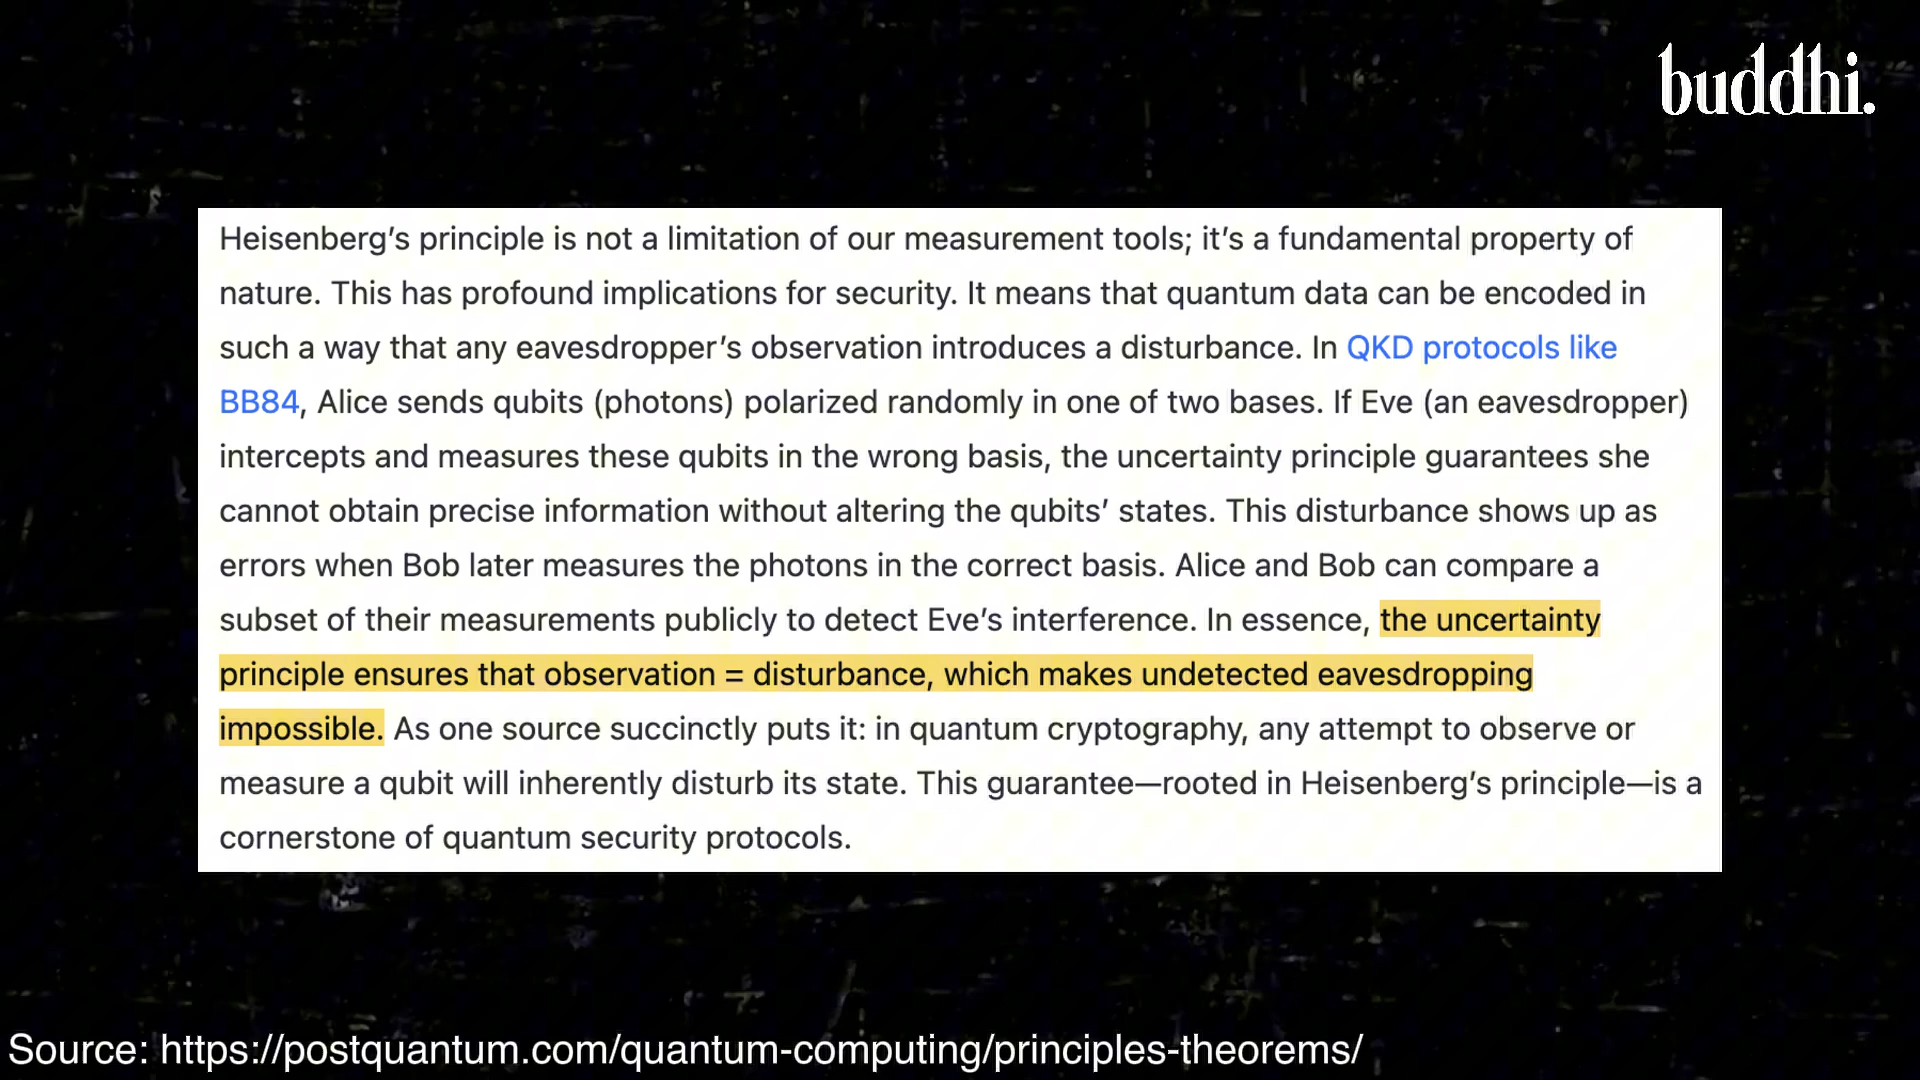 buddhi.
Heisenberg’s principle is not a limitation of our measurement tools; it’s a fundamental property of
nature. This has profound implications for security. It means that quantum data can be encoded in
such a way that any eavesdropper’s observation introduces a disturbance. In QKD protocols like
BB84, Alice sends qubits (photons) polarized randomly in one of two bases. If Eve (an eavesdropper)
intercepts and measures these qubits in the wrong basis, the uncertainty principle guarantees she
cannot obtain precise information without altering the qubits’ states. This disturbance shows up as
errors when Bob later measures the photons in the correct basis. Alice and Bob can compare a
subset of their measurements publicly to detect Eve’s interference. In essence, the uncertainty
principle ensures that observation = disturbance, which makes undetected eavesdropping
impossible. As one source succinctly puts it: in quantum cryptography, any attempt to observe or
measure a qubit will inherently disturb its state. This guarantee—rooted in Heisenberg’s principle—is a
cornerstone of quantum security protocols.
Source: https://postquantum.com/quantum-computing/principles-theorems/